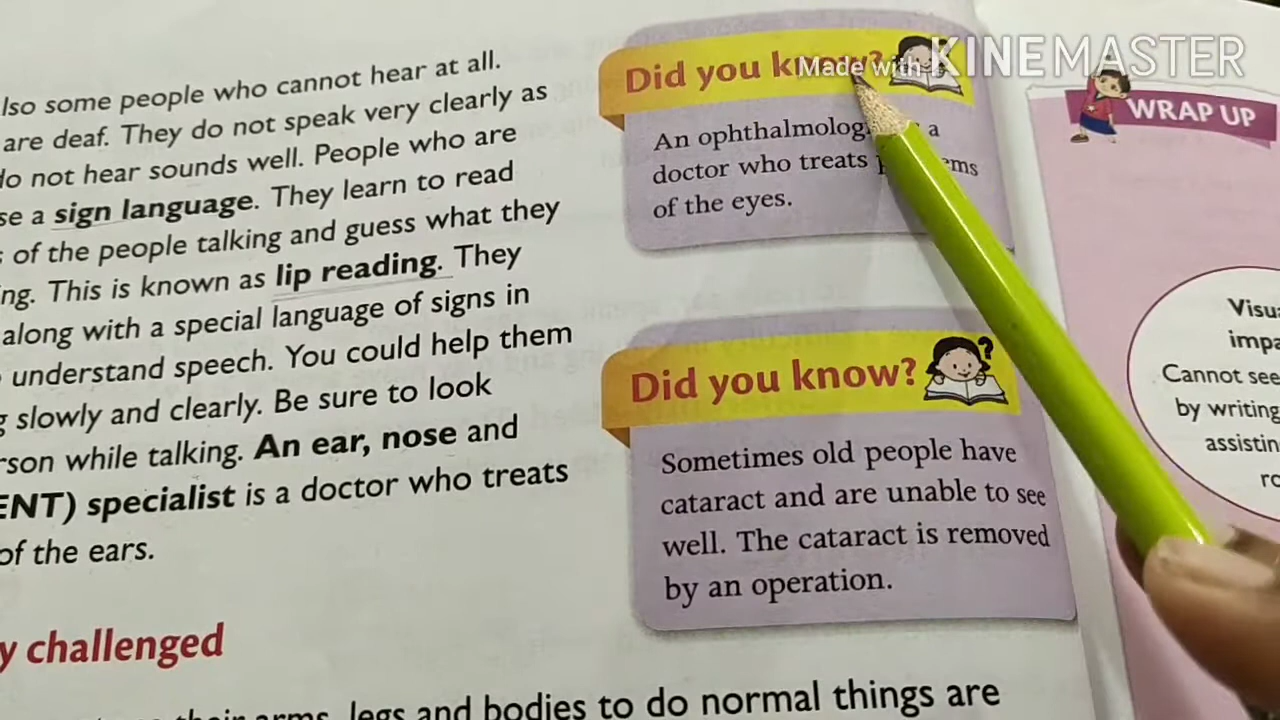 lso some people who cannot hear at all.
are deaf. They do not speak very clearly as
do not hear sounds well. People who are
se a sign language. They learn to read
of the people talking and guess what they
ng. This is known as lip reading. They
along with a special language of signs in
understand speech. You could help them
g slowly and clearly. Be sure to look
rson while talking. An ear, nose and
ENT) specialist is a doctor who treats
of the ears.
y challenged
their arms, legs and bodies to do normal things are
Did you know?
An a
doctor who treats
of the eyes.
Did you know?
Sometimes old people have
cataract and are unable to see
well. The cataract is removed
by an operation.
Made with KINEMASTER
WRAP UP
Visu
impa
Cannot see
by writing
assistin